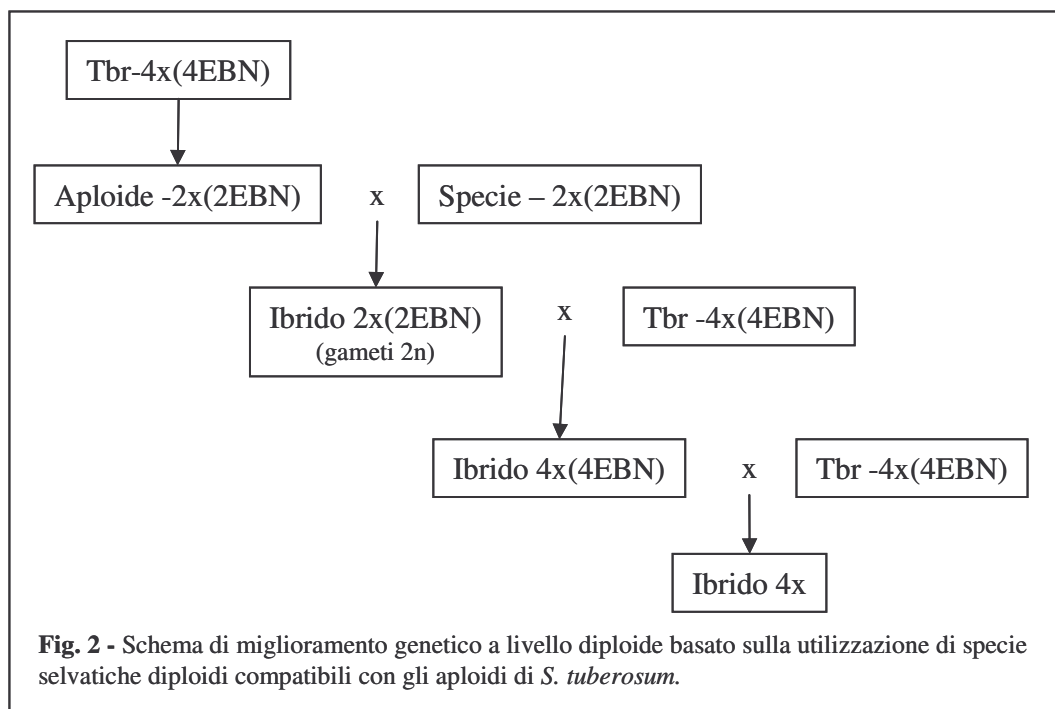 Tbr-4x(4EBN)
Aploide -2x(2EBN) x Specie – 2x(2EBN)
Ibrido 2x(2EBN) x Tbr -4x(4EBN)
(gameti 2n)
Ibrido 4x(4EBN) x Tbr -4x(4EBN)
Ibrido 4x
Fig. 2 - Schema di miglioramento genetico a livello diploide basato sulla utilizzazione di specie
selvatiche diploidi compatibili con gli aploidi di S. tuberosum.